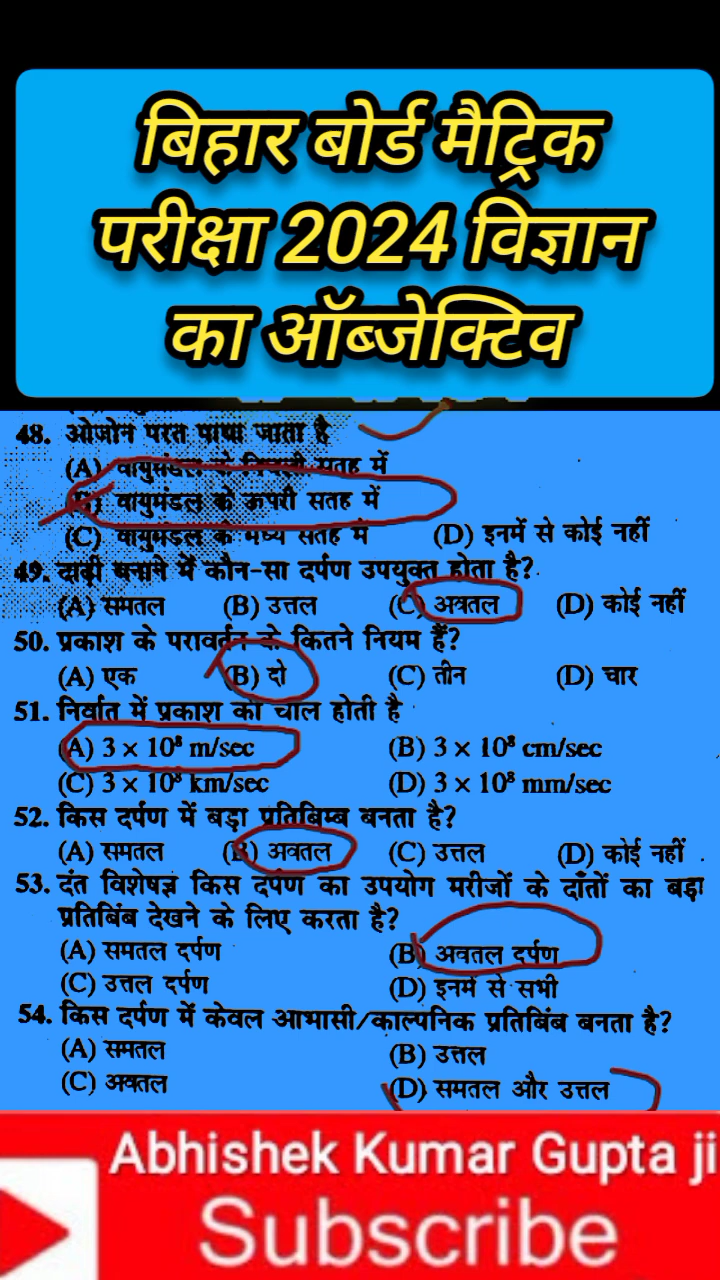 बिहार बोर्ड मैट्रिक
परीक्षा 2024 विज्ञान
का ऑब्जेक्टिव
48. ओजोन परत पाया जाता है
(A) वायुमंडल के निचली सतह में
(B) वायुमंडल के ऊपरी सतह में
(C) वायुमंडल के मध्य सतह में (D) इनमें से कोई नहीं
49. दाढ़ी बनाने में कौन-सा दर्पण उपयुक्त होता है?
(A) समतल (B) उत्तल (C) अवतल (D) कोई नहीं
50. प्रकाश के परावर्तन के कितने नियम हैं?
(A) एक (B) दो (C) तीन (D) चार
51. निर्वात में प्रकाश की चाल होती है
(A) 3 × 10⁸ m/sec (B) 3 × 10⁸ cm/sec
(C) 3 × 10⁸ km/sec (D) 3 × 10⁸ mm/sec
52. किस दर्पण में बड़ा प्रतिबिम्ब बनता है?
(A) समतल (B) अवतल (C) उत्तल (D) कोई नहीं
53. दंत विशेषज्ञ किस दर्पण का उपयोग मरीजों के दाँतों का बड़ा
प्रतिबिंब देखने के लिए करता है?
(A) समतल दर्पण (B) अवतल दर्पण
(C) उत्तल दर्पण (D) इनमें से सभी
54. किस दर्पण में केवल आभासी/काल्पनिक प्रतिबिंब बनता है?
(A) समतल (B) उत्तल
(C) अवतल (D) समतल और उत्तल
Abhishek Kumar Gupta ji
Subscribe